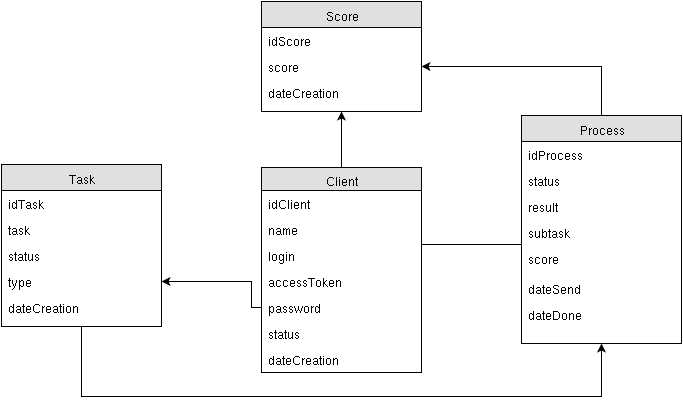 Score
idScore
score
dateCreation
Process
idProcess
status
result
subtask
score
dateSend
dateDone
Task
idTask
task
status
type
dateCreation
Client
idClient
name
login
accessToken
password
status
dateCreation